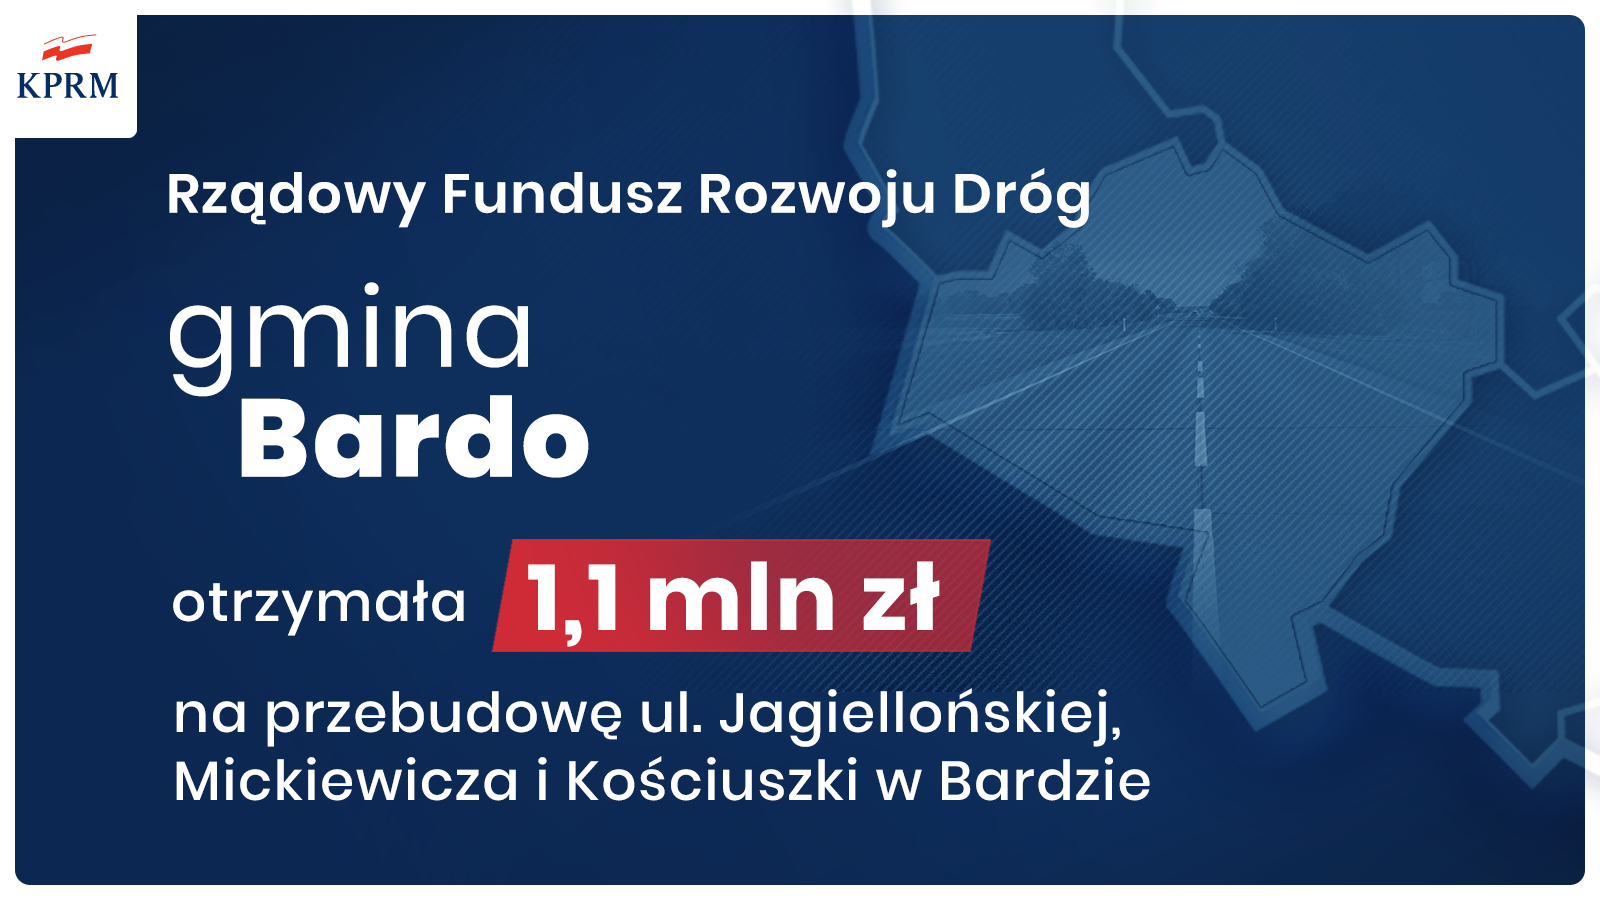 KPRM
Rządowy Fundusz Rozwoju Dróg
gmina
Bardo
otrzymała 1,1 mln zł
na przebudowę ul. Jagiellońskiej,
Mickiewicza i Kościuszki w Bardzie